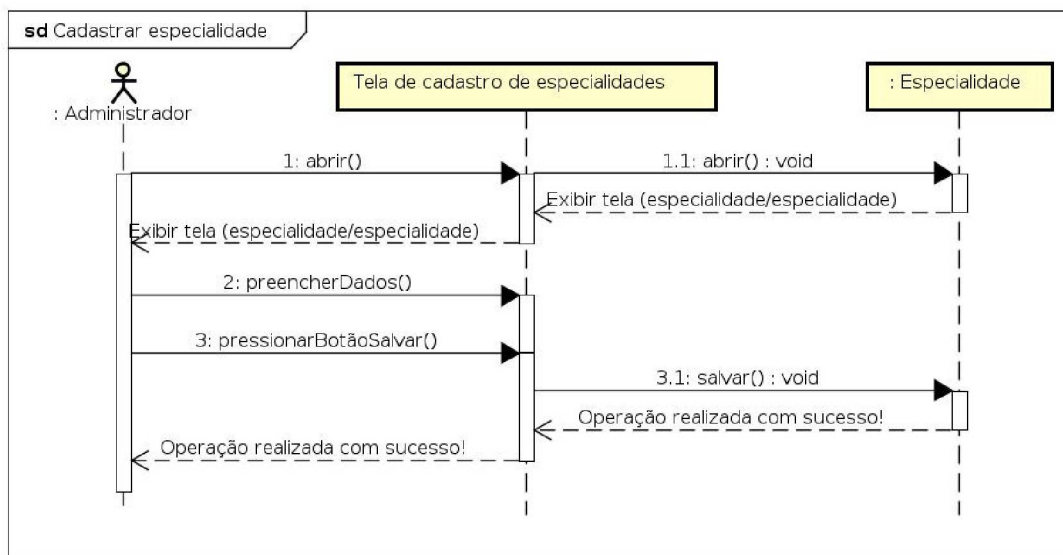 sd Cadastrar especialidade
: Administrador
Tela de cadastro de especialidades
: Especialidade
1: abrir()
1.1: abrir() : void
Exibir tela (especialidade/especialidade)
Exibir tela (especialidade/especialidade)
2: preencherDados()
3: pressionarBotãoSalvar()
3.1: salvar() : void
Operação realizada com sucesso!
Operação realizada com sucesso!